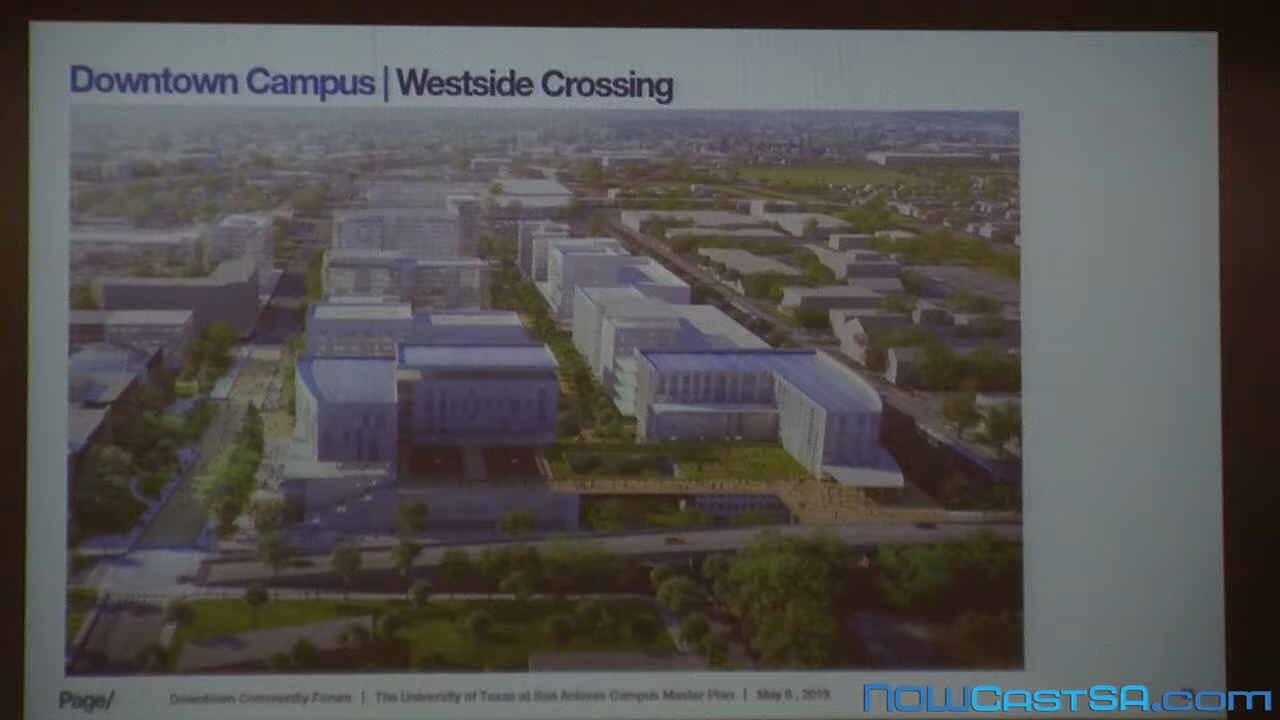 Downtown Campus | Westside Crossing
Page/ Downtown Community Forum | The University of Texas at San Antonio Campus Master Plan | May 2019
NOWCastSA.com